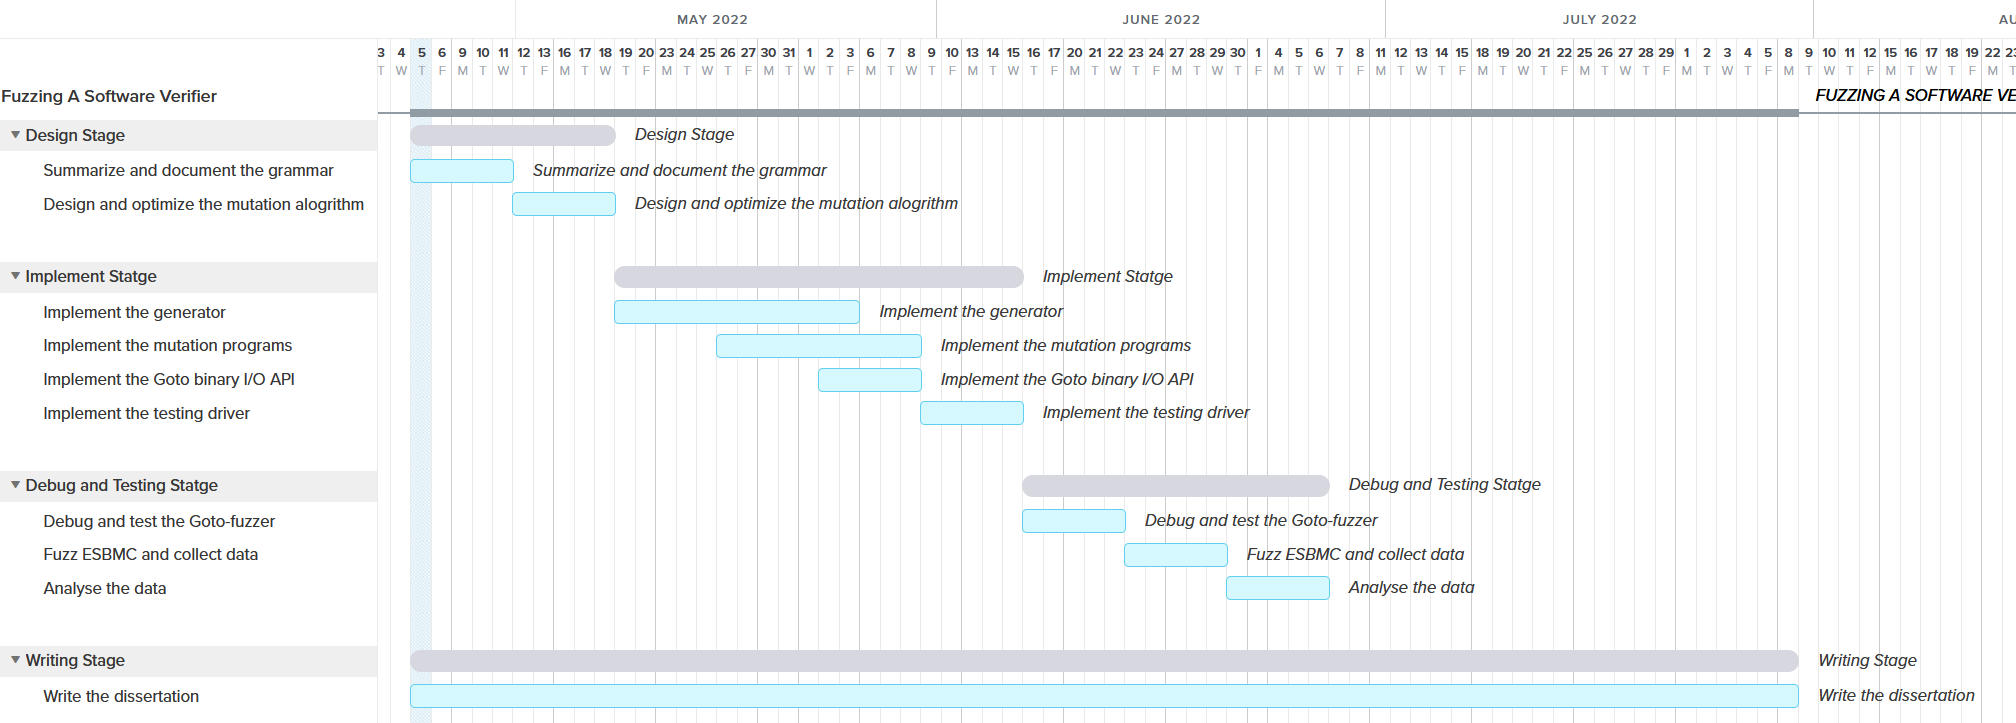 MAY 2022 JUNE 2022 JULY 2022 AU
3 4 5 6 9 10 11 12 13 16 17 18 19 20 23 24 25 26 27 30 31 1 2 3 6 7 8 9 10 13 14 15 16 17 20 21 22 23 24 27 28 29 30 1 4 5 6 7 8 11 12 13 14 15 18 19 20 21 22 25 26 27 28 29 1 2 3 4 5 8 9 10 11 12 15 16 17 18 19 22 23
T W T F M T W T F M T W T F M T W T F M T W T F M T W T F M T W T F M T W T F M T W T F M T W T F M T W T F M T W T F M T W T F M T W T F M T W T F M T W T F M T
Fuzzing A Software Verifier FUZZING A SOFTWARE VE
Design Stage Design Stage
Summarize and document the grammar Summarize and document the grammar
Design and optimize the mutation alogrithm Design and optimize the mutation alogrithm
Implement Statge Implement Statge
Implement the generator Implement the generator
Implement the mutation programs Implement the mutation programs
Implement the Goto binary I/O API Implement the Goto binary I/O API
Implement the testing driver Implement the testing driver
Debug and Testing Statge Debug and Testing Statge
Debug and test the Goto-fuzzer Debug and test the Goto-fuzzer
Fuzz ESBMC and collect data Fuzz ESBMC and collect data
Analyse the data Analyse the data
Writing Stage Writing Stage
Write the dissertation Write the dissertation